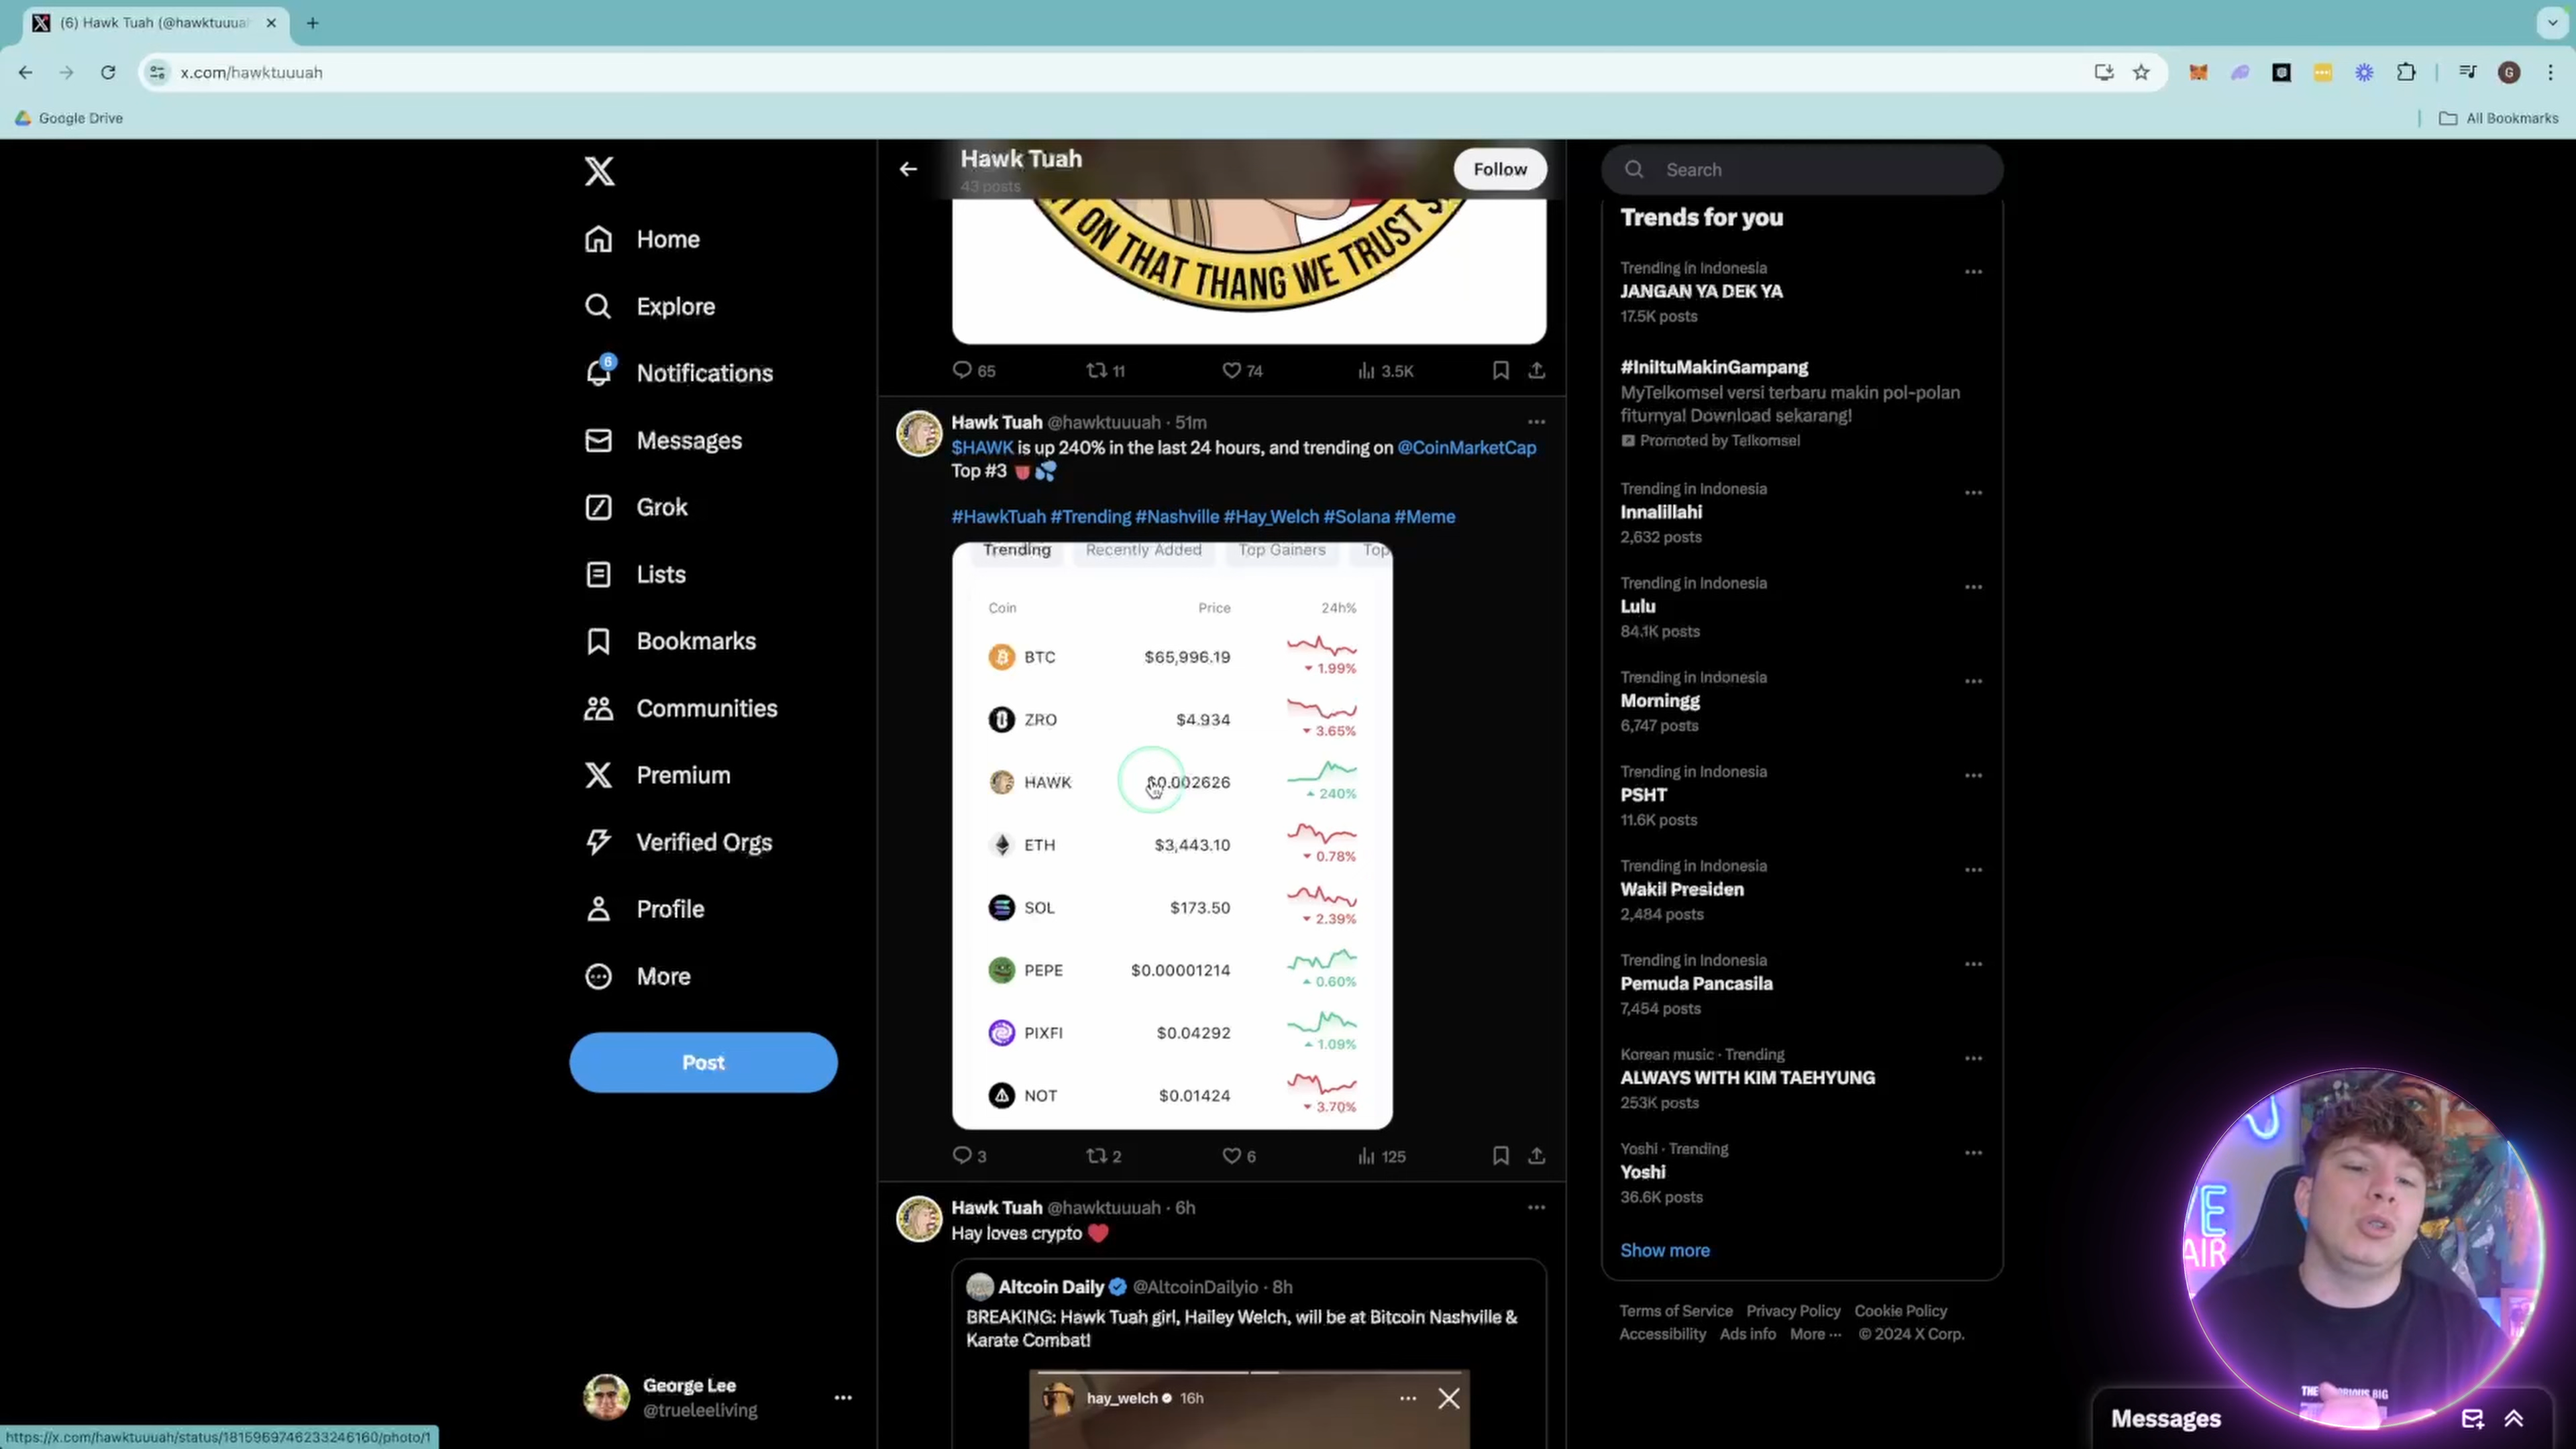 (6) Hawk Tuah (@hawktuuuah
x.com/hawktuuuah
G
Google Drive
All Bookmarks
Home
Explore
6
Notifications
Messages
Grok
Lists
Bookmarks
Communities
Premium
Verified Orgs
Profile
More
Post
George Lee
@trueleeliving
https://x.com/hawktuuuah/status/1815969746233246160/photo/1
Hawk Tuah
43 posts
Follow
ON THAT THANG WE TRUST
65 11 74 3.5K
Hawk Tuah @hawktuuuah · 51m
$HAWK is up 240% in the last 24 hours, and trending on @CoinMarketCap
Top #3 👅💦
#HawkTuah #Trending #Nashville #Hay_Welch #Solana #Meme
Trending Recently Added Top Gainers Top
Coin Price 24h%
BTC $65,996.19 1.99%
ZRO $4.934 3.65%
HAWK $0.002626 240%
ETH $3,443.10 0.78%
SOL $173.50 2.39%
PEPE $0.00001214 0.60%
PIXFI $0.04292 1.09%
NOT $0.01424 3.70%
3 2 6 125
Hawk Tuah @hawktuuuah · 6h
Hay loves crypto ❤️
Altcoin Daily @AltcoinDailyio · 8h
BREAKING: Hawk Tuah girl, Hailey Welch, will be at Bitcoin Nashville &
Karate Combat!
hay_welch 16h
Search
Trends for you
Trending in Indonesia
JANGAN YA DEK YA
17.5K posts
#IniItuMakinGampang
MyTelkomsel versi terbaru makin pol-polan
fiturnya! Download sekarang!
Promoted by Telkomsel
Trending in Indonesia
Innalillahi
2,632 posts
Trending in Indonesia
Lulu
84.1K posts
Trending in Indonesia
Morningg
6,747 posts
Trending in Indonesia
PSHT
11.6K posts
Trending in Indonesia
Wakil Presiden
2,484 posts
Trending in Indonesia
Pemuda Pancasila
7,454 posts
Korean music · Trending
ALWAYS WITH KIM TAEHYUNG
253K posts
Yoshi · Trending
Yoshi
36.6K posts
Show more
Terms of Service Privacy Policy Cookie Policy
Accessibility Ads info More ··· © 2024 X Corp.
E
AIR
Messages